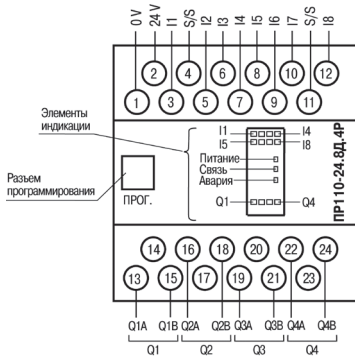 0 V 24 V I1 S/S I2 I3 I4 I5 I6 I7 S/S I8
2 4 6 8 10 12
1 3 5 7 9 11
Элементы
индикации
I1 I4
I5 I8
Питание
Связь
Авария
Q1 Q4
Разъем
программирования
ПРОГ.
ПР110-24.8Д.4Р
14 16 18 20 22 24
13 15 17 19 21 23
Q1A Q1B Q2A Q2B Q3A Q3B Q4A Q4B
Q1 Q2 Q3 Q4